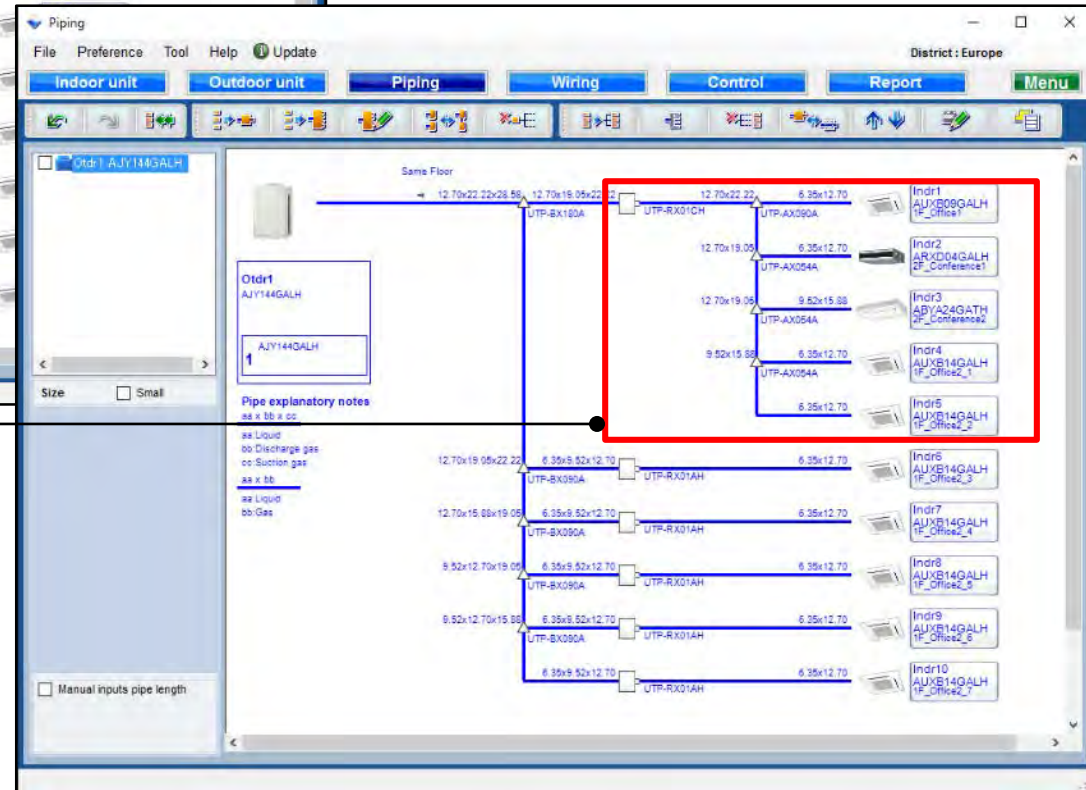 Piping
File Preference Tool Help Update District : Europe
Indoor unit Outdoor unit Piping Wiring Control Report Menu
Otdr1 AJY144GALH
Size Small
Manual inputs pipe length
Same Floor
Otdr1
AJY144GALH
AJY144GALH
1
Pipe explanatory notes
aa x bb x cc
aa:Liquid
bb:Discharge gas
cc:Suction gas
aa x bb
aa:Liquid
bb:Gas
12.70x22.22x28.58 12.70x19.05x22.22 12.70x22.22 6.35x12.70
UTP-BX180A UTP-RX01CH UTP-AX090A
Indr1
AUXB09GALH
1F_Office1
12.70x19.05 6.35x12.70
UTP-AX054A
Indr2
ARXD04GALH
2F_Conference1
12.70x19.05 9.52x15.88
UTP-AX054A
Indr3
ABYA24GATH
2F_Conference2
9.52x15.88 6.35x12.70
UTP-AX054A
Indr4
AUXB14GALH
1F_Office2_1
6.35x12.70
Indr5
AUXB14GALH
1F_Office2_2
12.70x19.05x22.22 6.35x9.52x12.70 6.35x12.70
UTP-BX090A UTP-RX01AH
Indr6
AUXB14GALH
1F_Office2_3
12.70x15.88x19.05 6.35x9.52x12.70 6.35x12.70
UTP-BX090A UTP-RX01AH
Indr7
AUXB14GALH
1F_Office2_4
9.52x12.70x19.05 6.35x9.52x12.70 6.35x12.70
UTP-BX090A UTP-RX01AH
Indr8
AUXB14GALH
1F_Office2_5
9.52x12.70x15.88 6.35x9.52x12.70 6.35x12.70
UTP-BX090A UTP-RX01AH
Indr9
AUXB14GALH
1F_Office2_6
6.35x9.52x12.70 6.35x12.70
UTP-RX01AH
Indr10
AUXB14GALH
1F_Office2_7